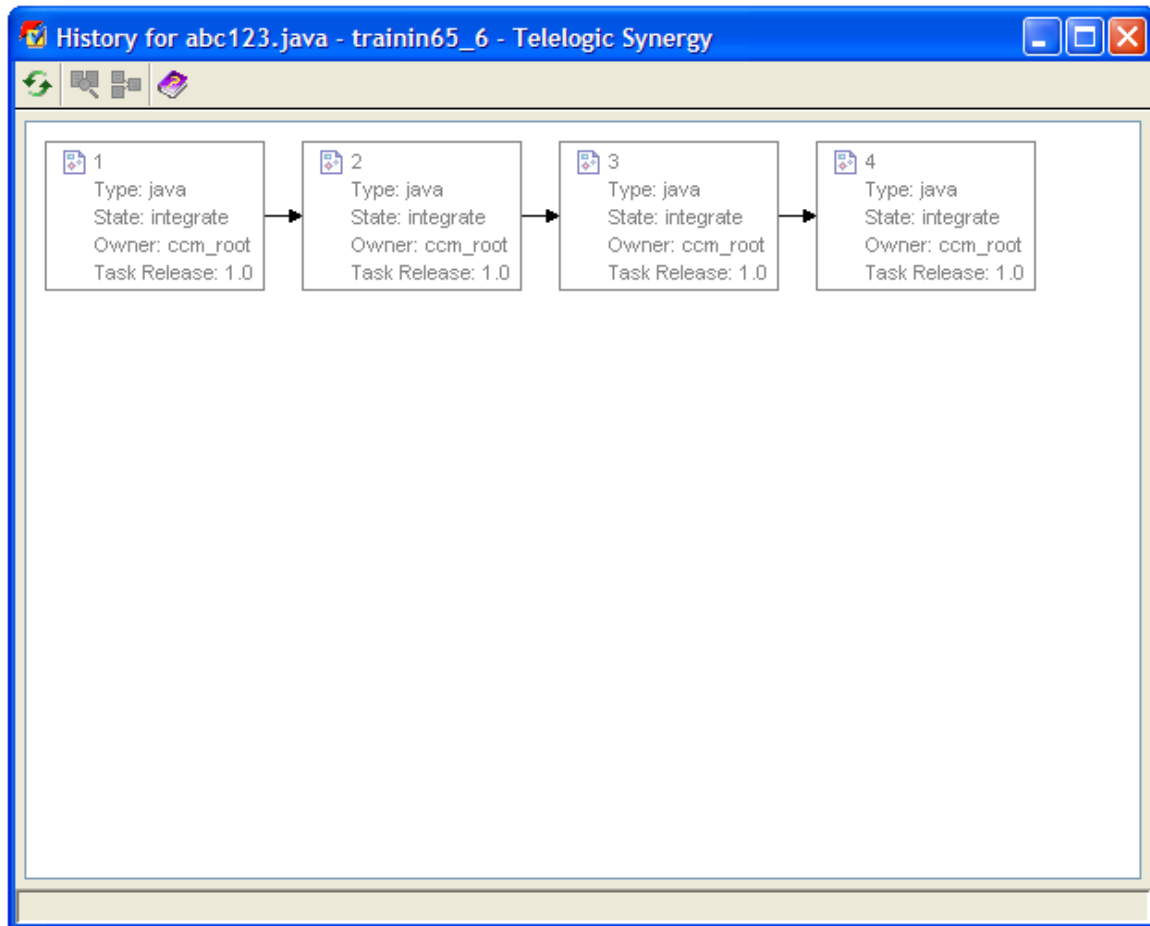 History for abc123.java - trainin65_6 - Telelogic Synergy
1
Type: java
State: integrate
Owner: ccm_root
Task Release: 1.0
2
Type: java
State: integrate
Owner: ccm_root
Task Release: 1.0
3
Type: java
State: integrate
Owner: ccm_root
Task Release: 1.0
4
Type: java
State: integrate
Owner: ccm_root
Task Release: 1.0